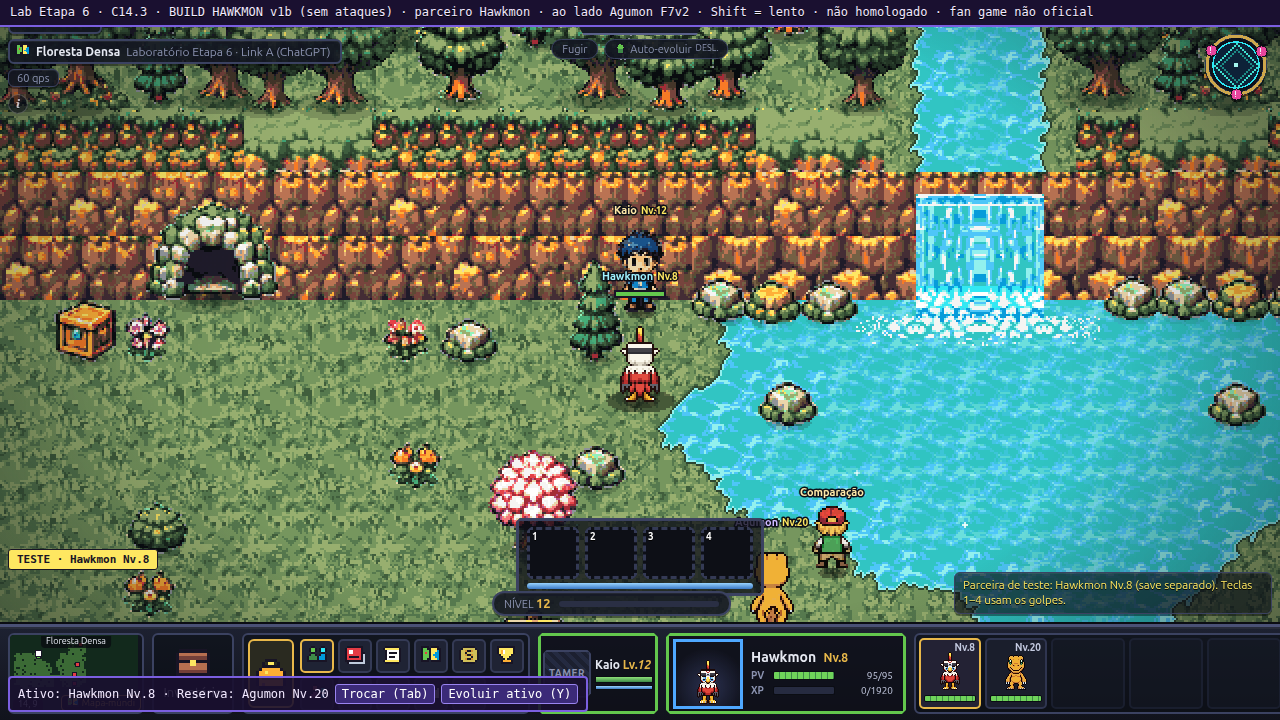 Lab Etapa 6 · C14.3 · BUILD HAWKMON v1b (sem ataques) · parceiro Hawkmon · ao lado Agumon F7v2 · Shift = lento · não homologado · fan game não oficial
Floresta Densa Laboratório Etapa 6 · Link A (ChatGPT)
Fugir
Auto-evoluir DESL.
60 qps
i
Kaio Nv.12
Hawkmon Nv.8
Comparação
Agumon Nv.20
1 2 3 4
TESTE · Hawkmon Nv.8
Parceira de teste: Hawkmon Nv.8 (save separado). Teclas
1–4 usam os golpes.
NÍVEL 12
Floresta Densa
TAMER
Kaio Lv.12
Hawkmon Nv.8
PV 95/95
XP 0/1920
Nv.8
Nv.20
Ativo: Hawkmon Nv.8 · Reserva: Agumon Nv.20 Trocar (Tab) Evoluir ativo (Y)